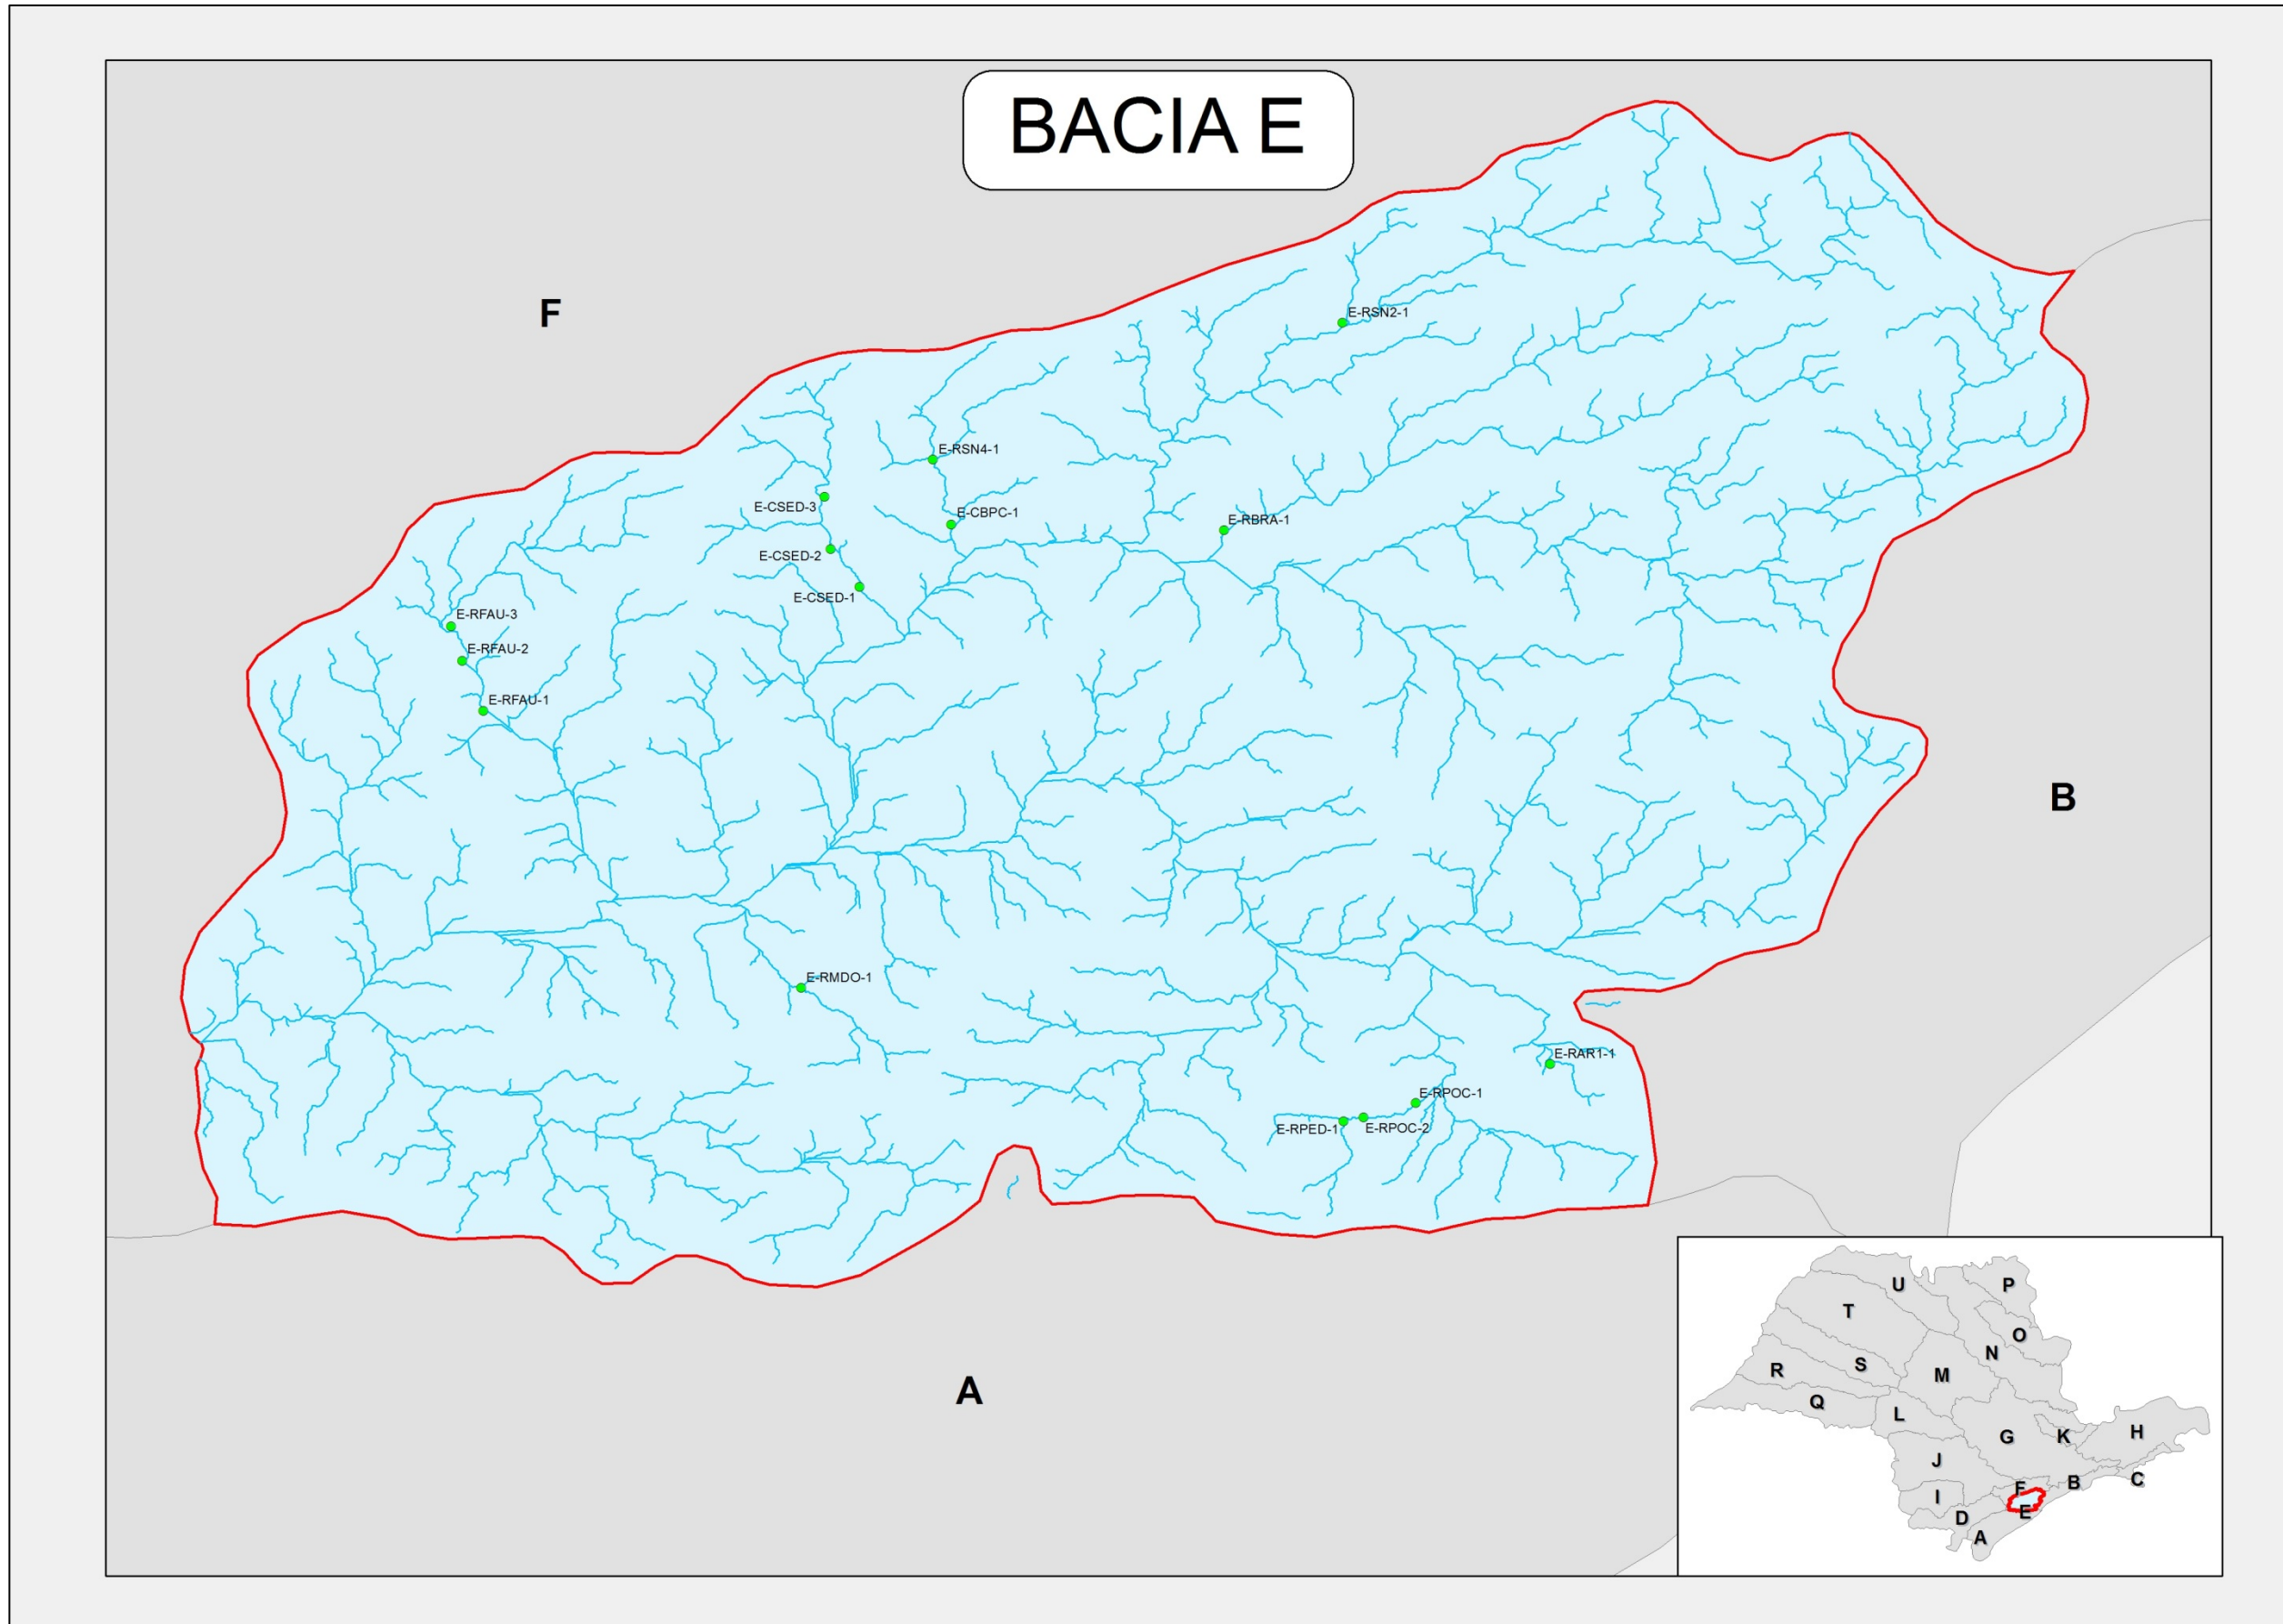 BACIA E
F
E-RSN2-1
E-RSN4-1
E-CSED-3
E-CBPC-1
E-RBRA-1
E-CSED-2
E-CSED-1
E-RFAU-3
E-RFAU-2
E-RFAU-1
B
E-RMDO-1
E-RAR1-1
E-RPOC-1
E-RPED-1
E-RPOC-2
A
U
P
T
O
N
S
R
M
Q
L
H
G
K
J
C
B
F
I
E
D
A